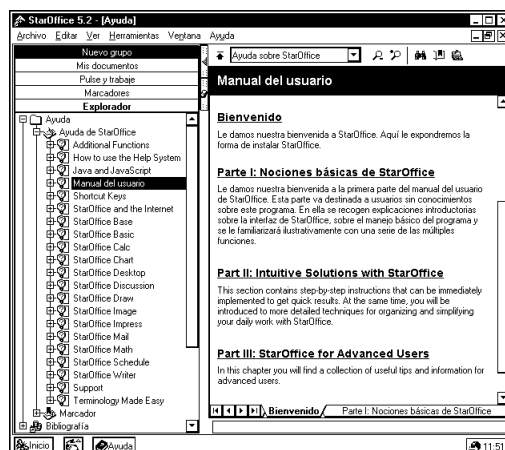 StarOffice 5.2 - [Ayuda]
Archivo Editar Ver Herramientas Ventana Ayuda
Nuevo grupo
Mis documentos
Pulse y trabaje
Marcadores
Explorador
Ayuda
Ayuda de StarOffice
Additional Functions
How to use the Help System
Java and JavaScript
Manual del usuario
Shortcut Keys
StarOffice and the Internet
StarOffice Base
StarOffice Basic
StarOffice Calc
StarOffice Chart
StarOffice Desktop
StarOffice Discussion
StarOffice Draw
StarOffice Image
StarOffice Impress
StarOffice Mail
StarOffice Math
StarOffice Schedule
StarOffice Writer
Support
Terminology Made Easy
Marcador
Bibliografía
Ayuda sobre StarOffice
Manual del usuario
Bienvenido
Le damos nuestra bienvenida a StarOffice. Aquí le expondremos la
forma de instalar StarOffice.
Parte I: Nociones básicas de StarOffice
Le damos nuestra bienvenida a la primera parte del manual del usuario
de StarOffice. Esta parte va destinada a usuarios sin conocimientos
sobre este programa. En ella se recogen explicaciones introductorias
sobre la interfaz de StarOffice, sobre el manejo básico del programa y
se le familiarizará ilustrativamente con una serie de las múltiples
funciones.
Part II: Intuitive Solutions with StarOffice
This section contains step-by-step instructions that can be immediately
implemented to get quick results. At the same time, you will be
introduced to more detailed techniques for organizing and simplifying
your daily work with StarOffice.
Part III: StarOffice for Advanced Users
In this chapter you will find a collection of useful tips and information for
advanced users.
Bienvenido Parte I: Nociones básicas de StarOffice
Inicio Ayuda 11:51